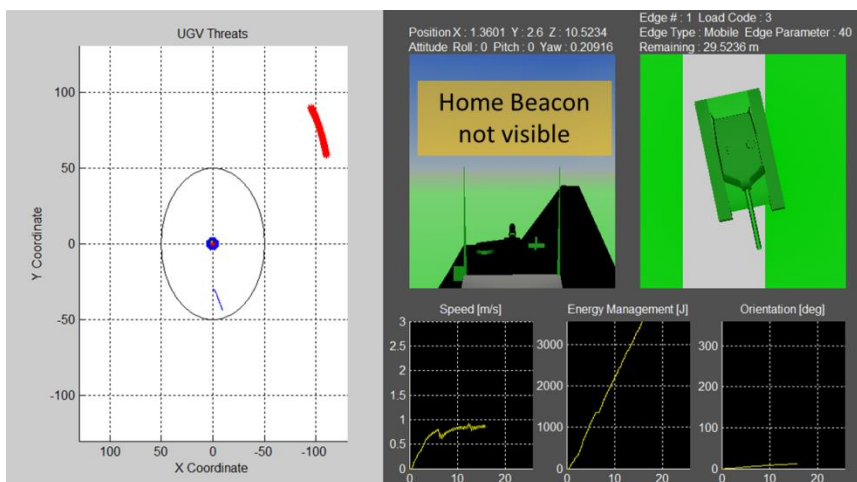 UGV Threats
100
50
0
-50
-100
Y Coordinate
100 50 0 -50 -100
X Coordinate
Position X : 1.3601 Y : 2.6 Z : 10.5234
Attitude Roll : 0 Pitch : 0 Yaw : 0.20916
Home Beacon
not visible
Edge # : 1 Load Code : 3
Edge Type : Mobile Edge Parameter : 40
Remaining : 29.5236 m
Speed [m/s]
3
2.5
2
1.5
1
0.5
0
0 10 20
Energy Management [J]
3000
2000
1000
0
0 10 20
Orientation [deg]
300
200
100
0
0 10 20